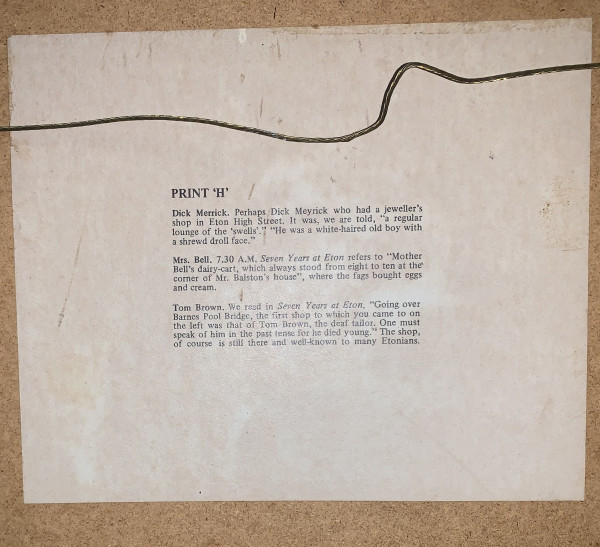 PRINT 'H'
Dick Merrick. Perhaps Dick Meyrick who had a jeweller's
shop in Eton High Street. It was, we are told, "a regular
lounge of the 'swells'." "He was a white-haired old boy with
a shrewd droll face."
Mrs. Bell. 7.30 A.M. Seven Years at Eton refers to "Mother
Bell's dairy-cart, which always stood from eight to ten at the
corner of Mr. Balston's house", where the fags bought eggs
and cream.
Tom Brown. We read in Seven Years at Eton, "Going over
Barnes Pool Bridge, the first shop to which you came to on
the left was that of Tom Brown, the deaf tailor. One must
speak of him in the past tense for he died young." The shop,
of course is still there and well-known to many Etonians.